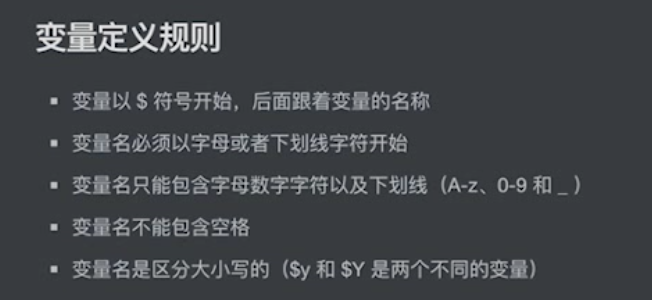 变量定义规则
▪ 变量以 $ 符号开始，后面跟着变量的名称
▪ 变量名必须以字母或者下划线字符开始
▪ 变量名只能包含字母数字字符以及下划线（A-z、0-9 和 _ ）
▪ 变量名不能包含空格
▪ 变量名是区分大小写的（$y 和 $Y 是两个不同的变量）